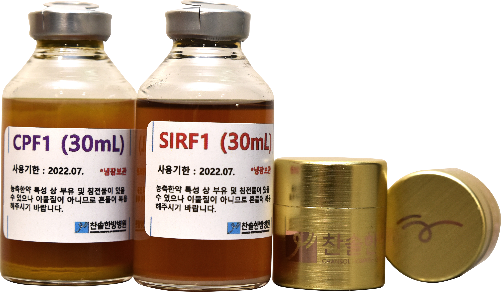 CPF1 (30mL)
사용기한 : 2022.07. *냉장보관
농축한약 특성 상 부유 및 침전물이 있을
수 있으나 이물질이 아니므로 흔들어 복용
해주시기 바랍니다.
찬솔한방병원
SIRF1 (30mL)
사용기한 : 2022.07. *냉장보관
농축한약 특성 상 부유 및 침전물이 있을
수 있으나 이물질이 아니므로 흔들어 복용
해주시기 바랍니다.
찬솔한방병원
찬솔